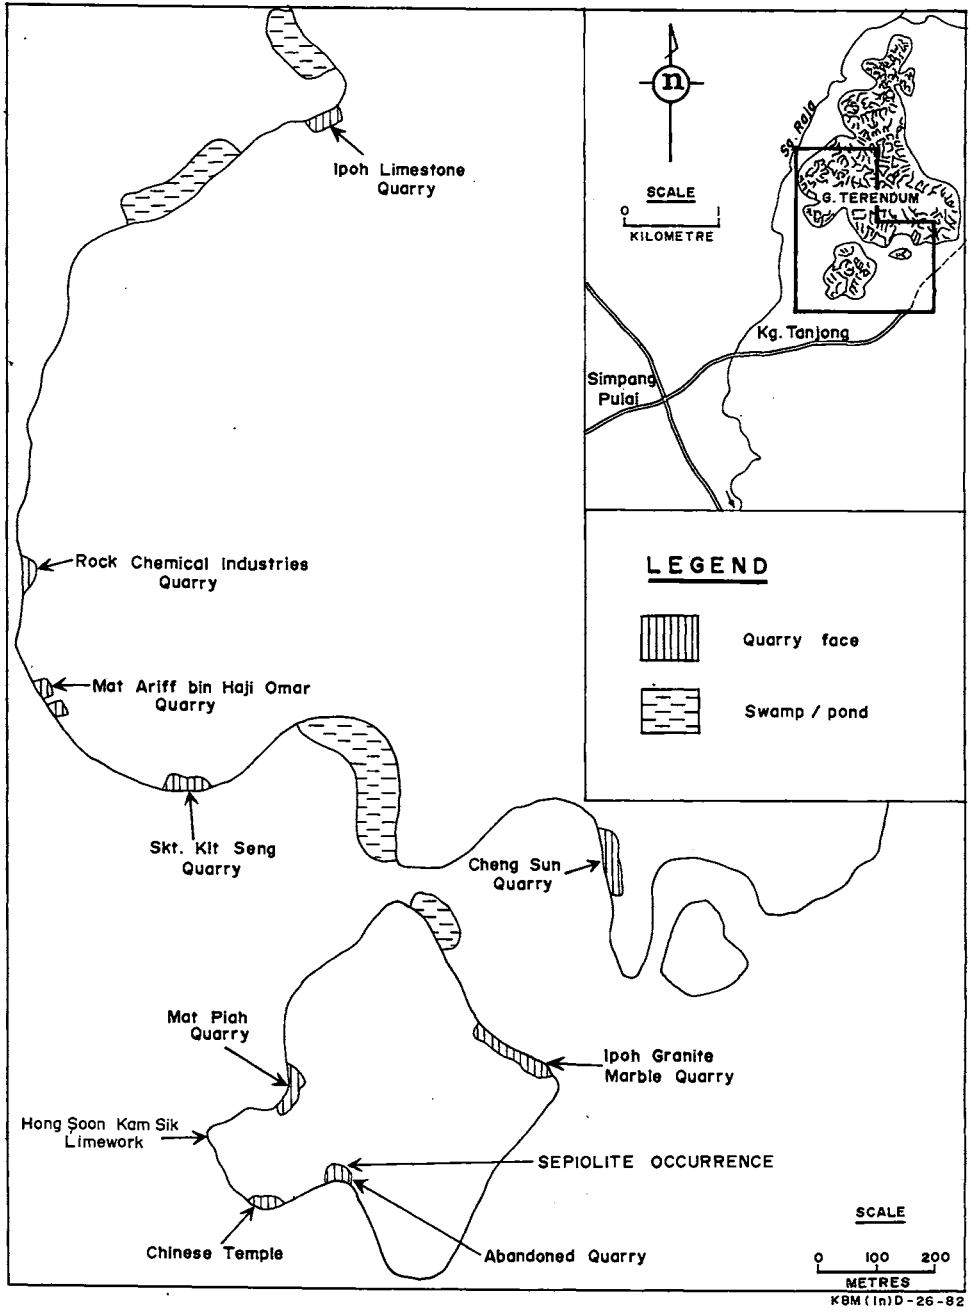 Ipoh Limestone
Quarry
n
SCALE
0 1
KILOMETRE
Sg. Raia
G. TERENDUM
Kg. Tanjong
Simpang
Pulai
Rock Chemical Industries
Quarry
LEGEND
Quarry face
Swamp / pond
Mat Ariff bin Haji Omar
Quarry
Skt. Kit Seng
Quarry
Cheng Sun
Quarry
Mat Piah
Quarry
Ipoh Granite
Marble Quarry
Hong Soon Kam Sik
Limework
SEPIOLITE OCCURRENCE
Chinese Temple
Abandoned Quarry
SCALE
0 100 200
METRES
KBM(In)D-26-82